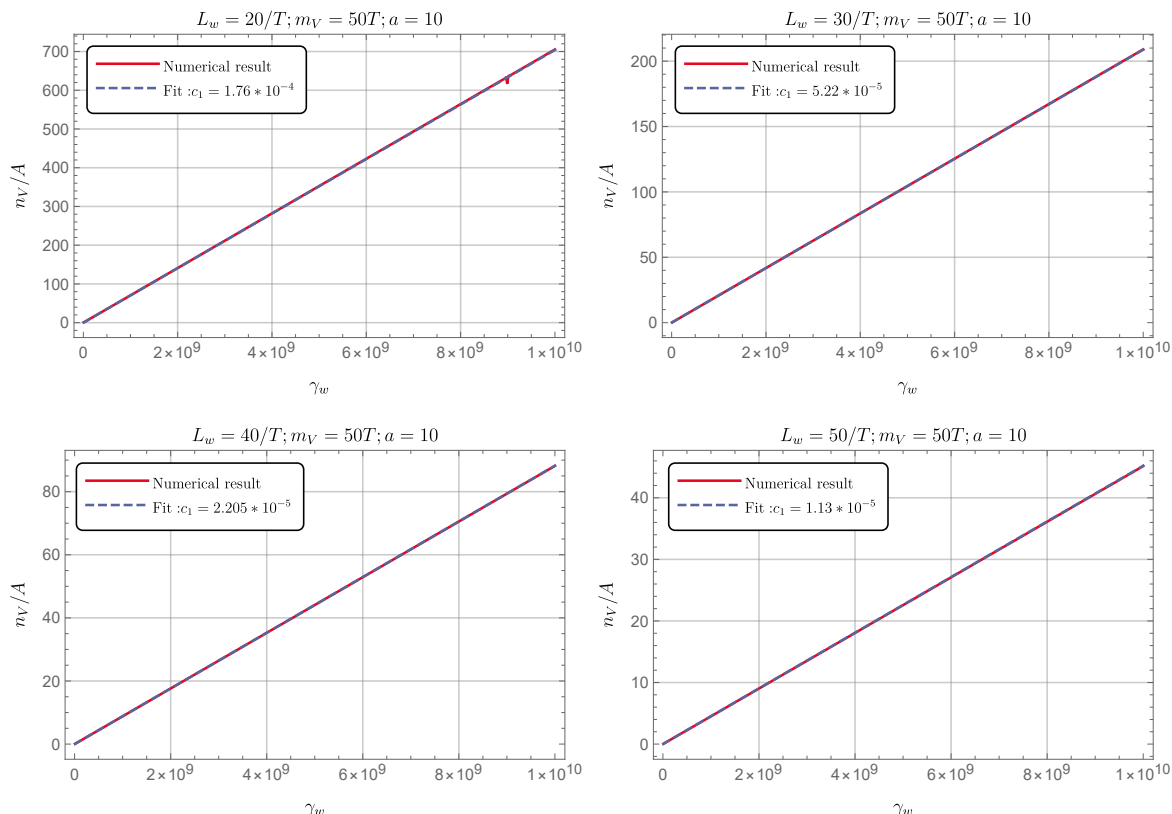 L_w = 20/T; m_V = 50T; a = 10
Numerical result
Fit :c_1 = 1.76 * 10^{-4}
n_V/A
700
600
500
400
300
200
100
0
0 2×10^9 4×10^9 6×10^9 8×10^9 1×10^{10}
γ_w
L_w = 30/T; m_V = 50T; a = 10
Numerical result
Fit :c_1 = 5.22 * 10^{-5}
n_V/A
200
150
100
50
0
0 2×10^9 4×10^9 6×10^9 8×10^9 1×10^{10}
γ_w
L_w = 40/T; m_V = 50T; a = 10
Numerical result
Fit :c_1 = 2.205 * 10^{-5}
n_V/A
80
60
40
20
0
0 2×10^9 4×10^9 6×10^9 8×10^9 1×10^{10}
γ_w
L_w = 50/T; m_V = 50T; a = 10
Numerical result
Fit :c_1 = 1.13 * 10^{-5}
n_V/A
40
30
20
10
0
0 2×10^9 4×10^9 6×10^9 8×10^9 1×10^{10}
γ_w